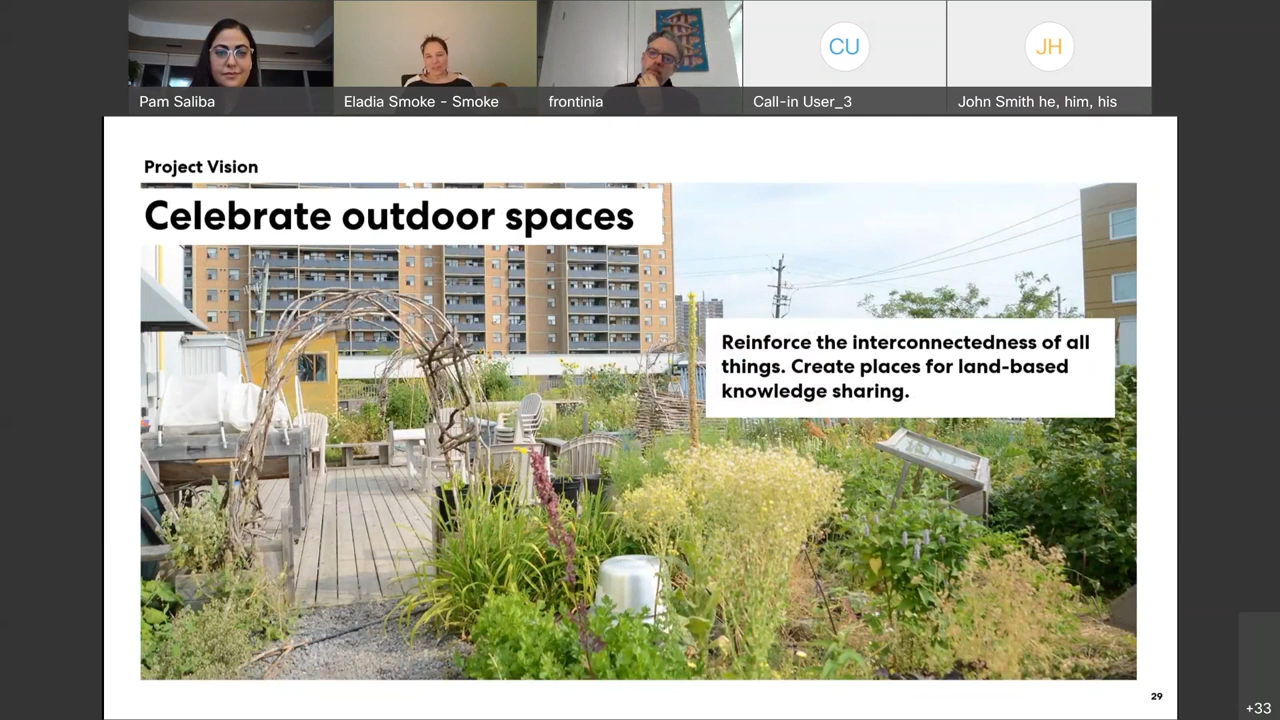 Pam Saliba
Eladia Smoke - Smoke
frontinia
CU
Call-in User_3
JH
John Smith he, him, his
Project Vision
Celebrate outdoor spaces
Reinforce the interconnectedness of all
things. Create places for land-based
knowledge sharing.
29
+33